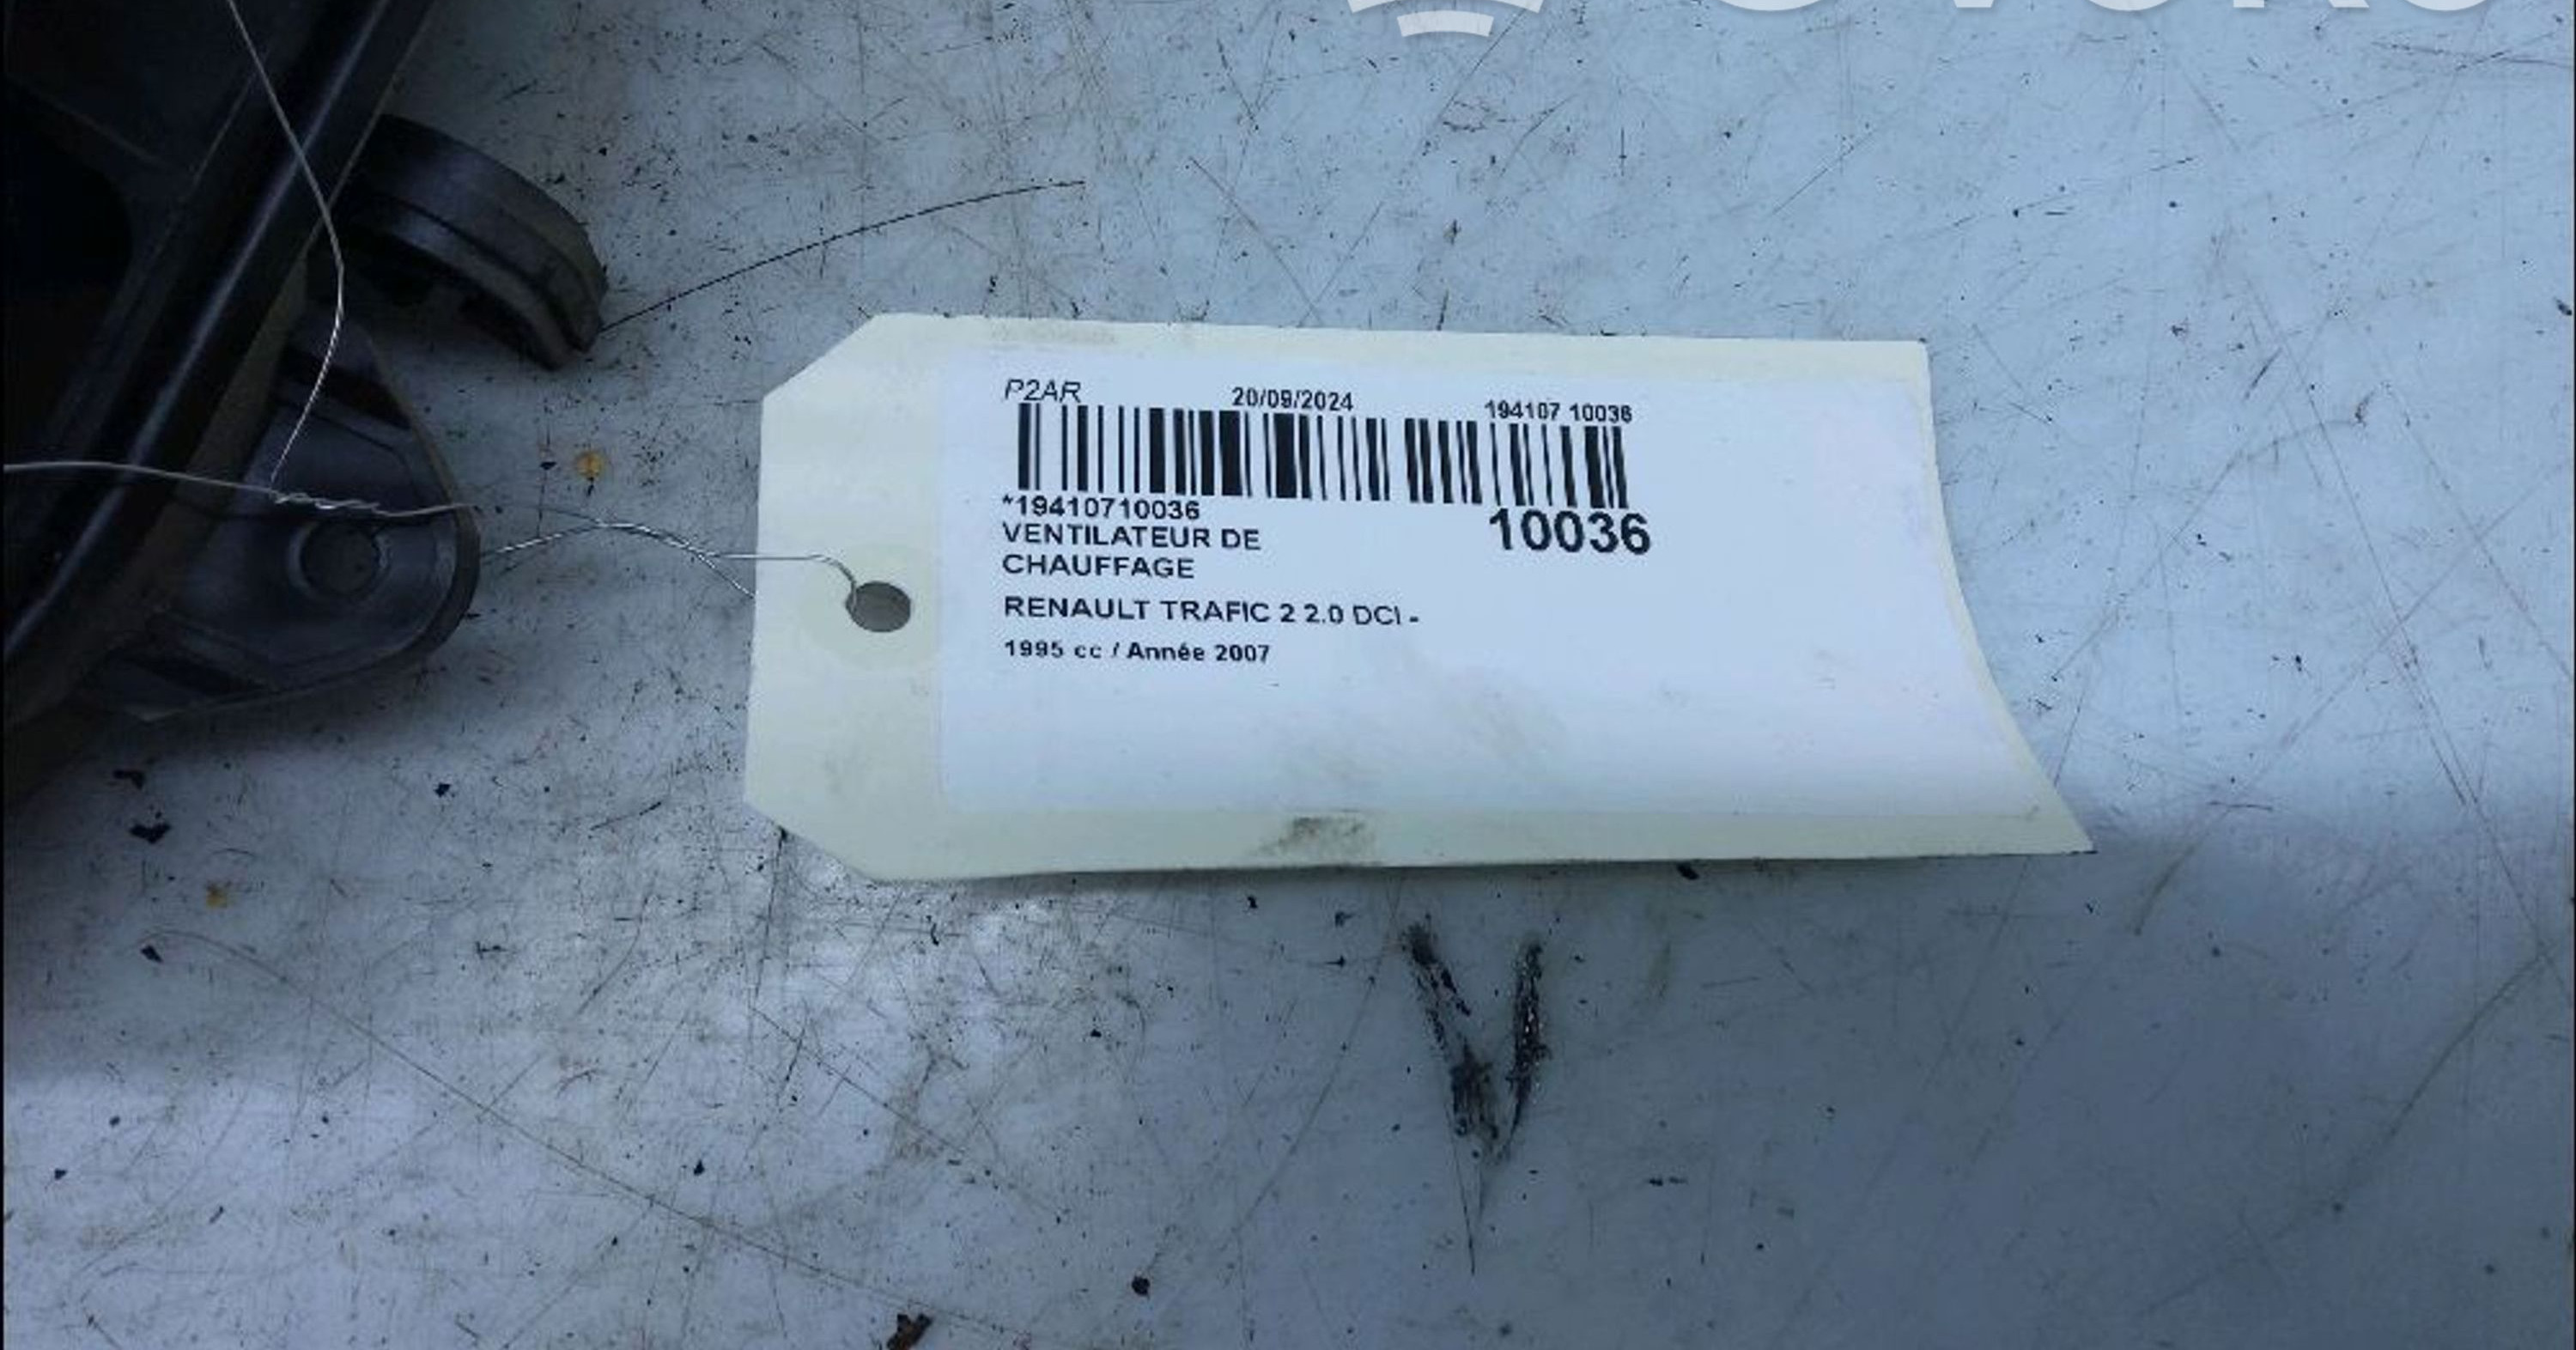 P2AR 20/09/2024 194107 10036
*19410710036
10036
VENTILATEUR DE
CHAUFFAGE
RENAULT TRAFIC 2 2.0 DCI -
1995 cc / Année 2007